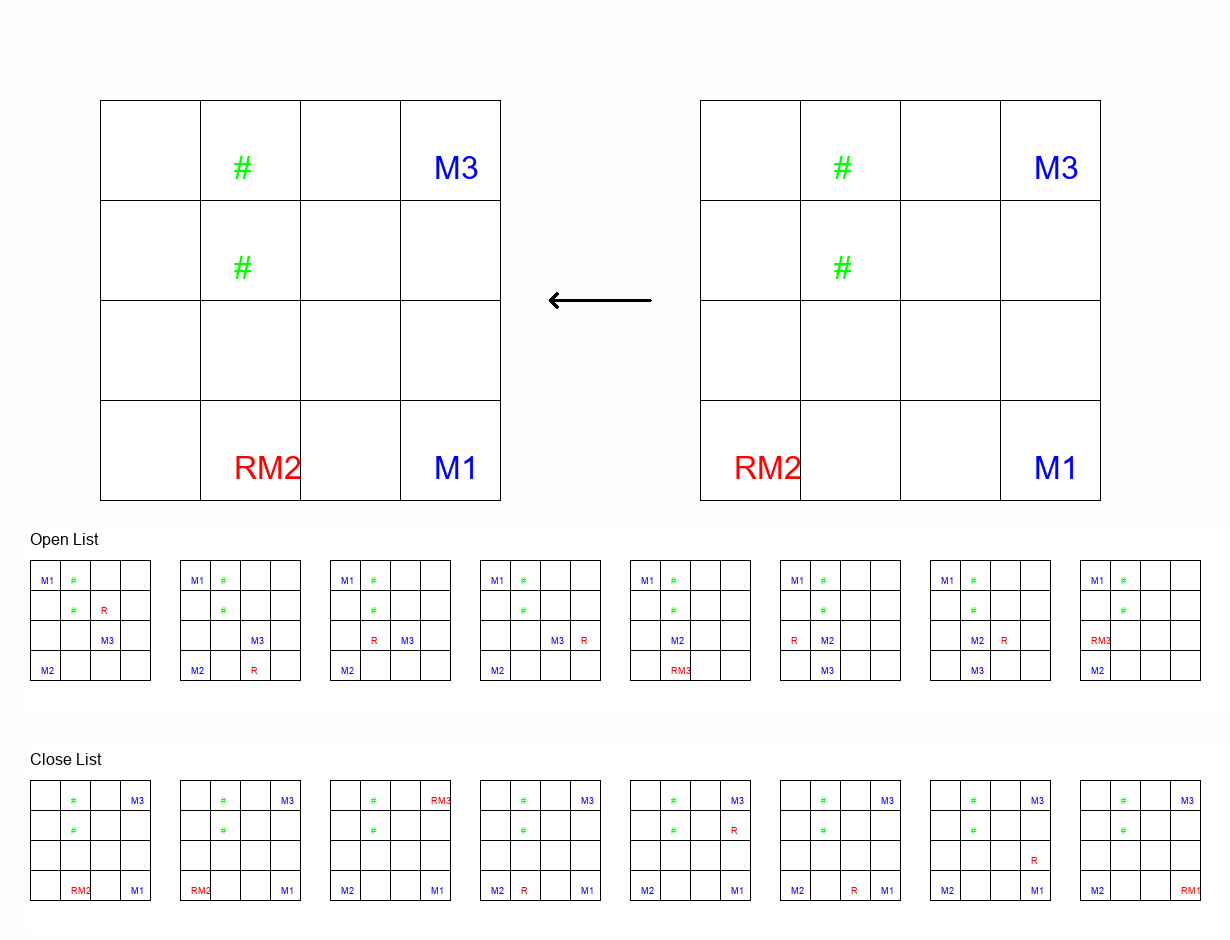 # M3 # M3
# #
RM2 M1 RM2 M1
Open List
M1 # M1 # M1 # M1 # M1 # M1 # M1 # M1 #
# R # # # # # # #
M3 M3 R M3 M3 R M2 R M2 M2 R RM3
M2 M2 R M2 M2 RM3 M3 M3 M2
Close List
# M3 # M3 # RM3 # M3 # M3 # M3 # M3 # M3
# # # # # R # # #
R
RM2 M1 RM2 M1 M2 M1 M2 R M1 M2 M1 M2 R M1 M2 M1 M2 RM1